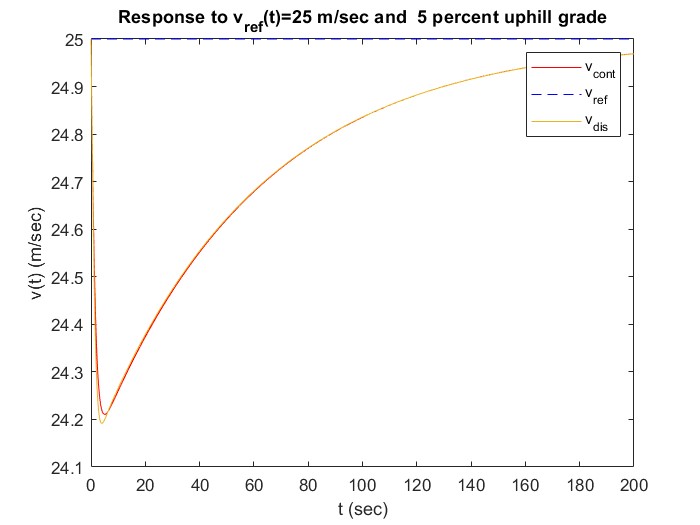 Response to v_ref(t)=25 m/sec and  5 percent uphill grade
25
24.9
24.8
24.7
24.6
24.5
24.4
24.3
24.2
24.1
v(t) (m/sec)
v_cont
v_ref
v_dis
0 20 40 60 80 100 120 140 160 180 200
t (sec)